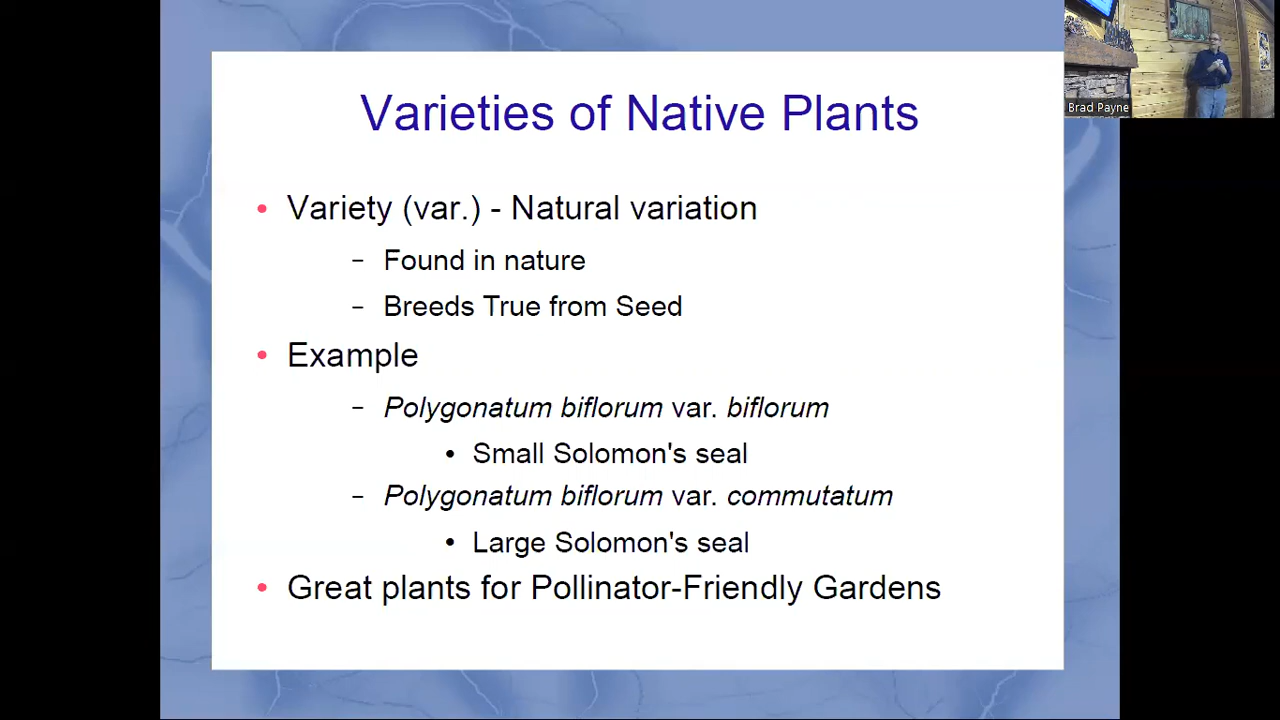 Varieties of Native Plants
• Variety (var.) - Natural variation
– Found in nature
– Breeds True from Seed
• Example
– Polygonatum biflorum var. biflorum
• Small Solomon's seal
– Polygonatum biflorum var. commutatum
• Large Solomon's seal
• Great plants for Pollinator-Friendly Gardens
Brad Payne